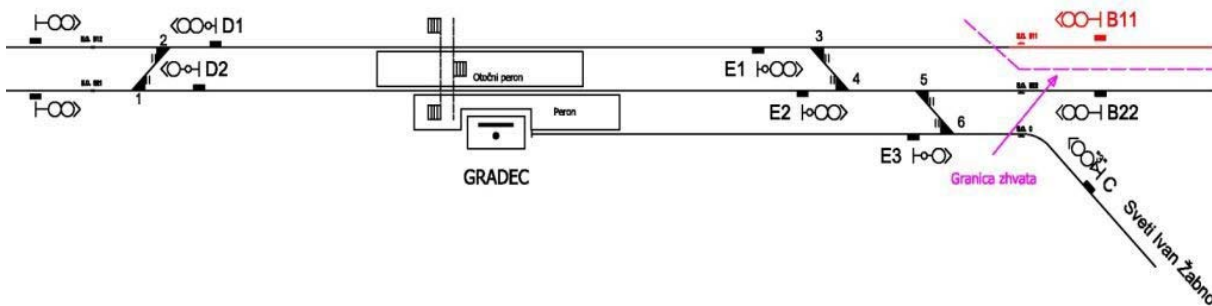 D1
D2
1
2
Otočni peron
Peron
GRADEC
3
4
5
6
E1
E2
E3
B11
B22
Granica zhvata
C
Sveti Ivan Žabno